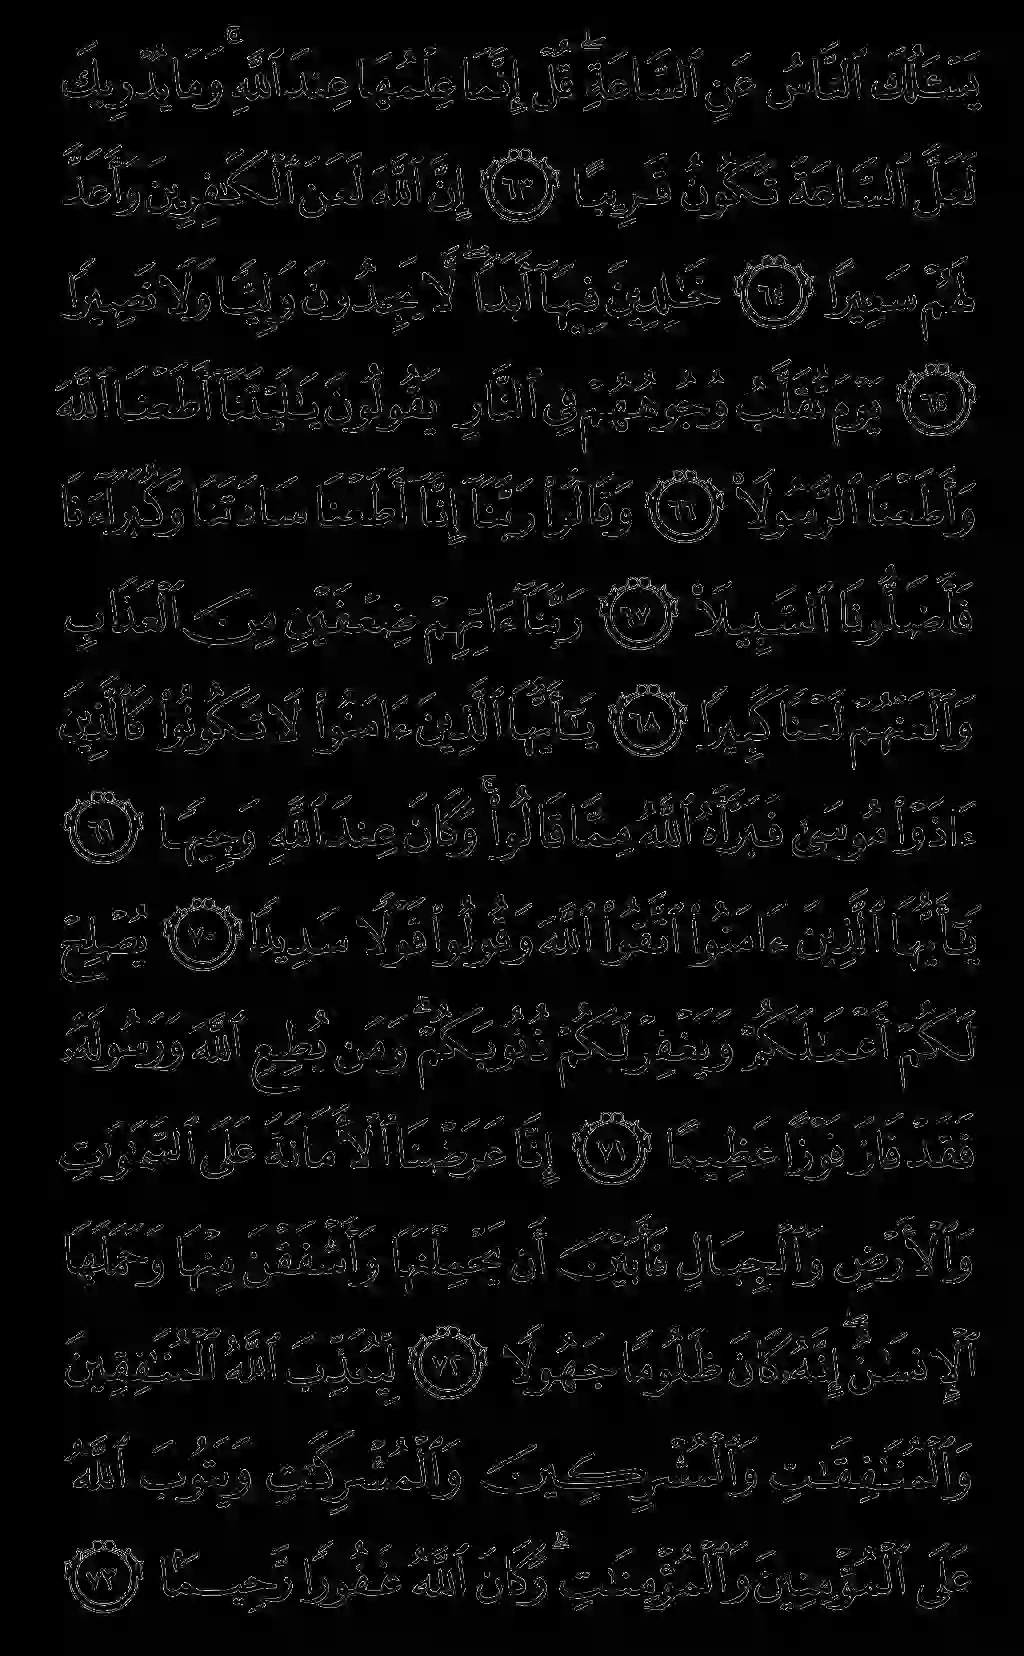 يَسْـَٔلُكَ ٱلنَّاسُ عَنِ ٱلسَّاعَةِ ۖ قُلْ إِنَّمَا عِلْمُهَا عِندَ ٱللَّهِ ۚ وَمَا يُدْرِيكَ
لَعَلَّ ٱلسَّاعَةَ تَكُونُ قَرِيبًا ٦٣ إِنَّ ٱللَّهَ لَعَنَ ٱلْكَـٰفِرِينَ وَأَعَدَّ
لَهُمْ سَعِيرًا ٦٤ خَـٰلِدِينَ فِيهَآ أَبَدًا ۖ لَّا يَجِدُونَ وَلِيًّا وَلَا نَصِيرًا
٦٥ يَوْمَ تُقَلَّبُ وُجُوهُهُمْ فِى ٱلنَّارِ يَقُولُونَ يَـٰلَيْتَنَآ أَطَعْنَا ٱللَّهَ
وَأَطَعْنَا ٱلرَّسُولَا۠ ٦٦ وَقَالُوا۟ رَبَّنَآ إِنَّآ أَطَعْنَا سَادَتَنَا وَكُبَرَآءَنَا
فَأَضَلُّونَا ٱلسَّبِيلَا۠ ٦٧ رَبَّنَآ ءَاتِهِمْ ضِعْفَيْنِ مِنَ ٱلْعَذَابِ
وَٱلْعَنْهُمْ لَعْنًا كَبِيرًا ٦٨ يَـٰٓأَيُّهَا ٱلَّذِينَ ءَامَنُوا۟ لَا تَكُونُوا۟ كَٱلَّذِينَ
ءَاذَوْا۟ مُوسَىٰ فَبَرَّأَهُ ٱللَّهُ مِمَّا قَالُوا۟ ۚ وَكَانَ عِندَ ٱللَّهِ وَجِيهًا ٦٩
يَـٰٓأَيُّهَا ٱلَّذِينَ ءَامَنُوا۟ ٱتَّقُوا۟ ٱللَّهَ وَقُولُوا۟ قَوْلًا سَدِيدًا ٧٠ يُصْلِحْ
لَكُمْ أَعْمَـٰلَكُمْ وَيَغْفِرْ لَكُمْ ذُنُوبَكُمْ ۗ وَمَن يُطِعِ ٱللَّهَ وَرَسُولَهُۥ
فَقَدْ فَازَ فَوْزًا عَظِيمًا ٧١ إِنَّا عَرَضْنَا ٱلْأَمَانَةَ عَلَى ٱلسَّمَـٰوَٰتِ
وَٱلْأَرْضِ وَٱلْجِبَالِ فَأَبَيْنَ أَن يَحْمِلْنَهَا وَأَشْفَقْنَ مِنْهَا وَحَمَلَهَا
ٱلْإِنسَـٰنُ ۖ إِنَّهُۥ كَانَ ظَلُومًا جَهُولًا ٧٢ لِّيُعَذِّبَ ٱللَّهُ ٱلْمُنَـٰفِقِينَ
وَٱلْمُنَـٰفِقَـٰتِ وَٱلْمُشْرِكِينَ وَٱلْمُشْرِكَـٰتِ وَيَتُوبَ ٱللَّهُ
عَلَى ٱلْمُؤْمِنِينَ وَٱلْمُؤْمِنَـٰتِ ۗ وَكَانَ ٱللَّهُ غَفُورًا رَّحِيمًا ٧٣